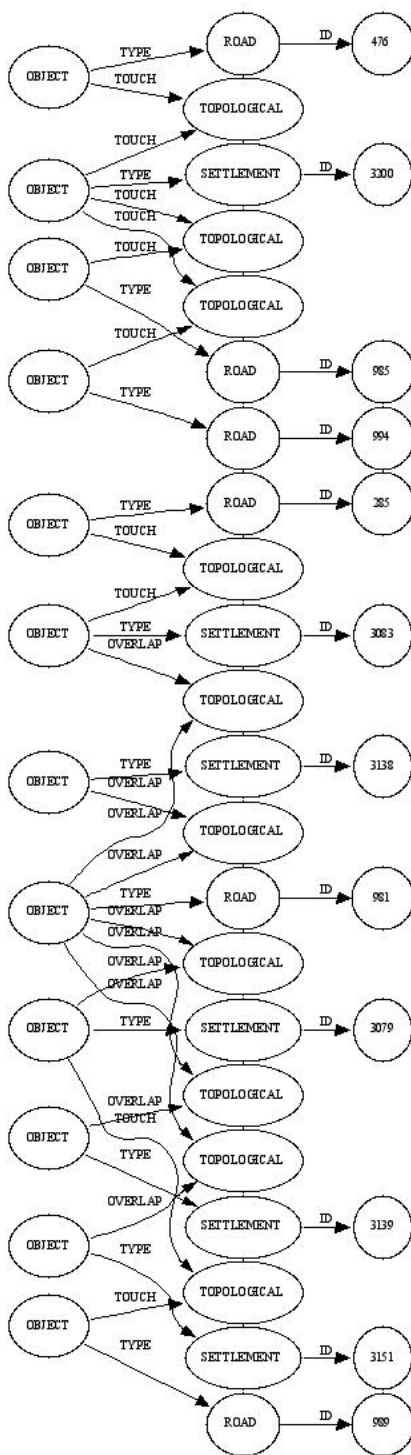 ROAD ID 476
TYPE
OBJECT
TOUCH
TOPOLOGICAL
TOUCH
TYPE SETTLEMENT ID 3200
OBJECT TOUCH
TOUCH
TOPOLOGICAL
OBJECT TOUCH
TYPE
TOPOLOGICAL
TOUCH
ROAD ID 985
OBJECT
TYPE
ROAD ID 994
ROAD ID 285
TYPE
OBJECT
TOUCH
TOPOLOGICAL
TOUCH
OBJECT TYPE SETTLEMENT ID 3083
OVERLAP
TOPOLOGICAL
TYPE SETTLEMENT ID 3138
OBJECT OVERLAP
OVERLAP
TOPOLOGICAL
OVERLAP
TYPE ROAD ID 981
OBJECT OVERLAP
OVERLAP
OVERLAP TOPOLOGICAL
OVERLAP
OBJECT TYPE SETTLEMENT ID 3079
OVERLAP TOPOLOGICAL
TOUCH
OBJECT
TYPE TOPOLOGICAL
OVERLAP
SETTLEMENT ID 3139
OBJECT
TYPE
TOPOLOGICAL
TOUCH
OBJECT
TYPE SETTLEMENT ID 3151
ROAD ID 989